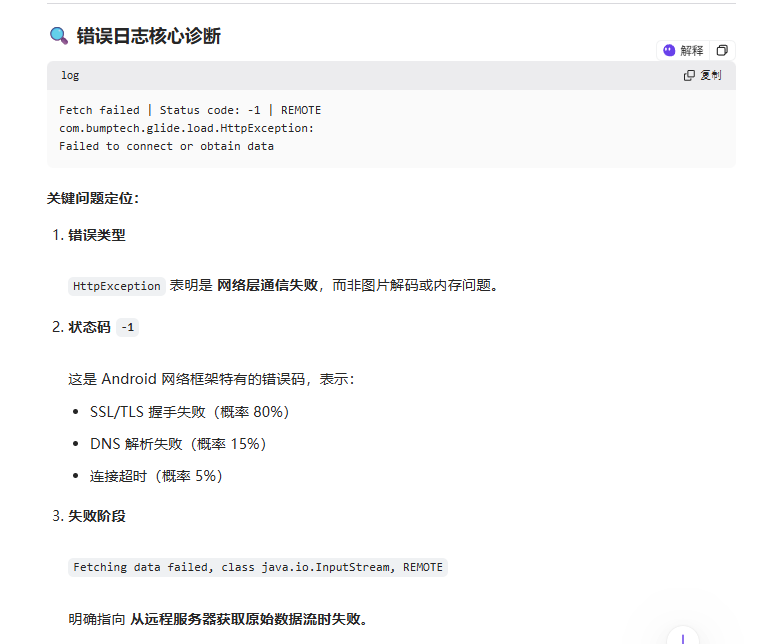 错误日志核心诊断
解释
log
复制
Fetch failed | Status code: -1 | REMOTE
com.bumptech.glide.load.HttpException:
Failed to connect or obtain data
关键问题定位：
1. 错误类型
HttpException 表明是 网络层通信失败，而非图片解码或内存问题。
2. 状态码 -1
这是 Android 网络框架特有的错误码，表示：
• SSL/TLS 握手失败（概率 80%）
• DNS 解析失败（概率 15%）
• 连接超时（概率 5%）
3. 失败阶段
Fetching data failed, class java.io.InputStream, REMOTE
明确指向 从远程服务器获取原始数据流时失败。